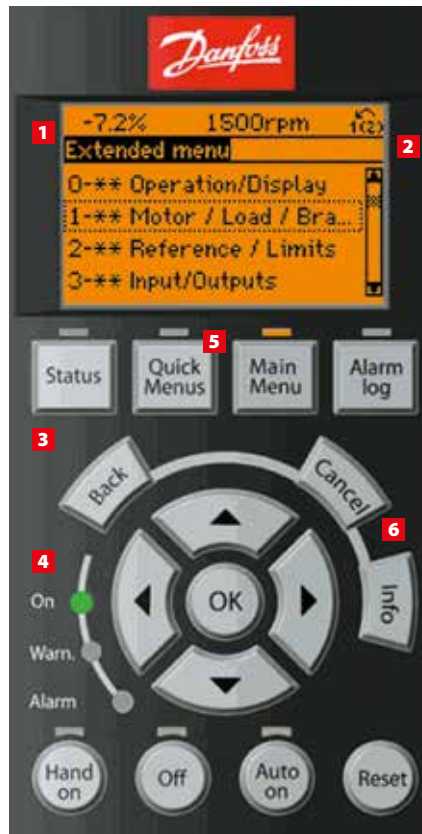 Danfoss
1
-7.2% 1500rpm 1(2)
2
Extended menu
0-** Operation/Display
1-** Motor / Load / Bra...
2-** Reference / Limits
3-** Input/Outputs
5
Status
Quick
Menus
Main
Menu
Alarm
log
3
Back
Cancel
6
4
On
OK
Info
Warn.
Alarm
Hand
on
Off
Auto
on
Reset